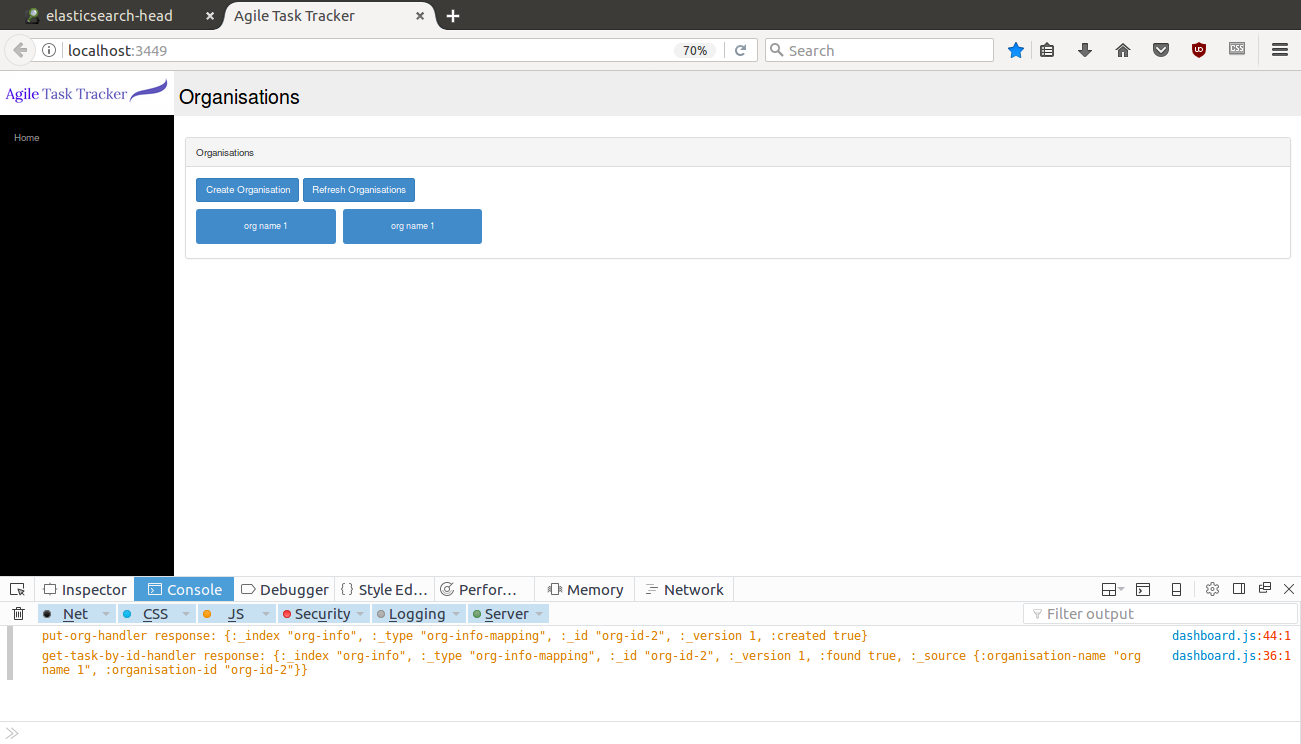 elasticsearch-head
Agile Task Tracker
localhost:3449
70%
Search
CSS
Agile Task Tracker
Organisations
Home
Organisations
Create Organisation Refresh Organisations
org name 1 org name 1
Inspector Console Debugger { } Style Ed... Perfor... Memory Network
Net CSS JS Security Logging Server Filter output
put-org-handler response: {:_index "org-info", :_type "org-info-mapping", :_id "org-id-2", :_version 1, :created true} dashboard.js:44:1
get-task-by-id-handler response: {:_index "org-info", :_type "org-info-mapping", :_id "org-id-2", :_version 1, :found true, :_source {:organisation-name "org dashboard.js:36:1
name 1", :organisation-id "org-id-2"}}